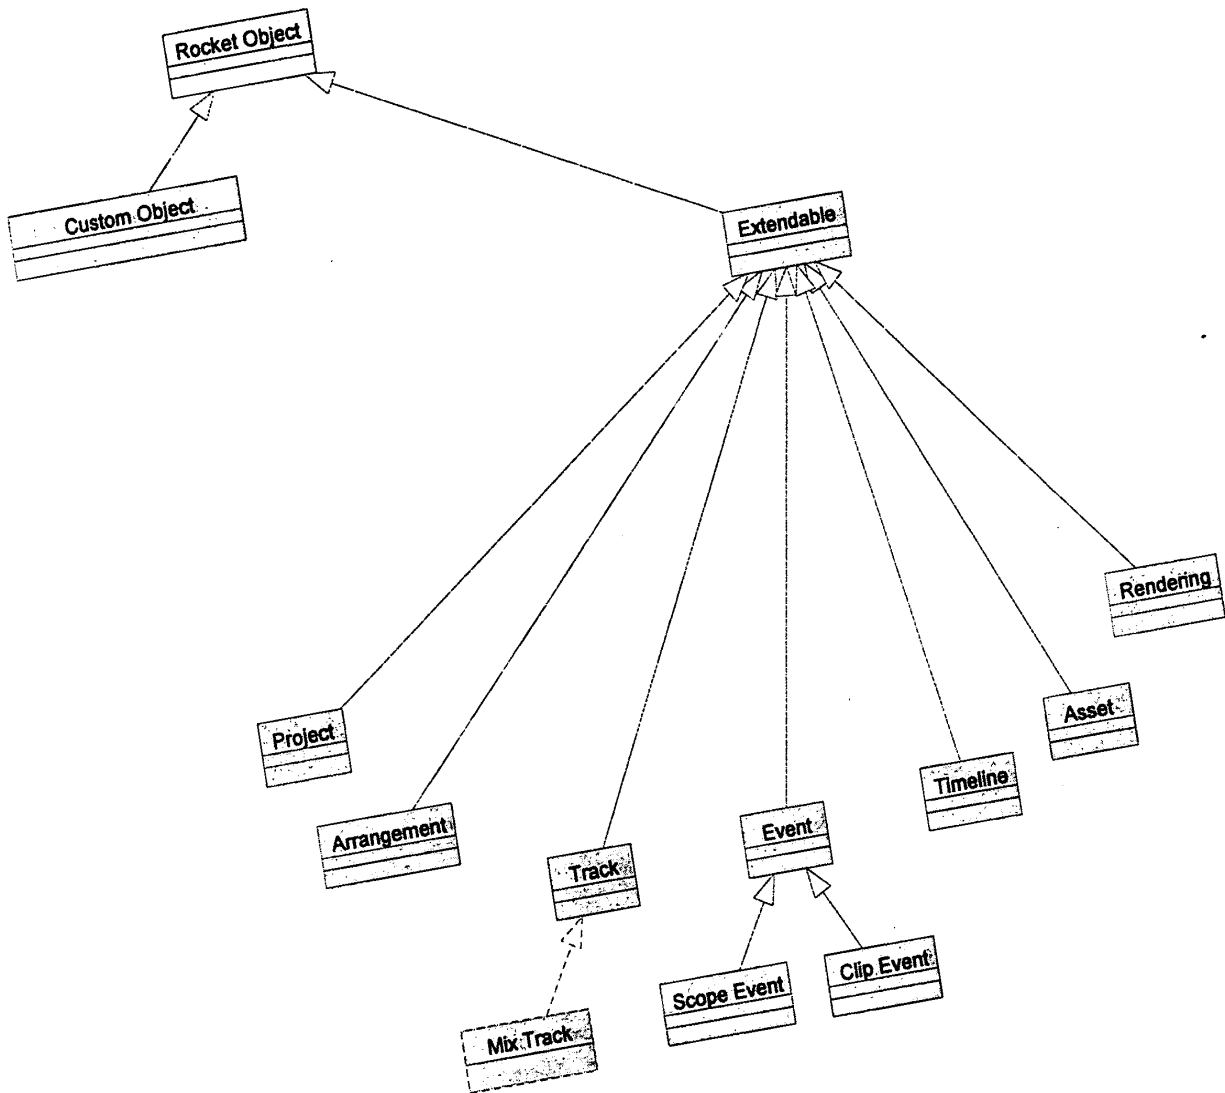 Rocket Object
Custom Object
Extendable
Rendering
Asset
Project
Timeline
Arrangement
Event
Track
Clip Event
Scope Event
Mix Track